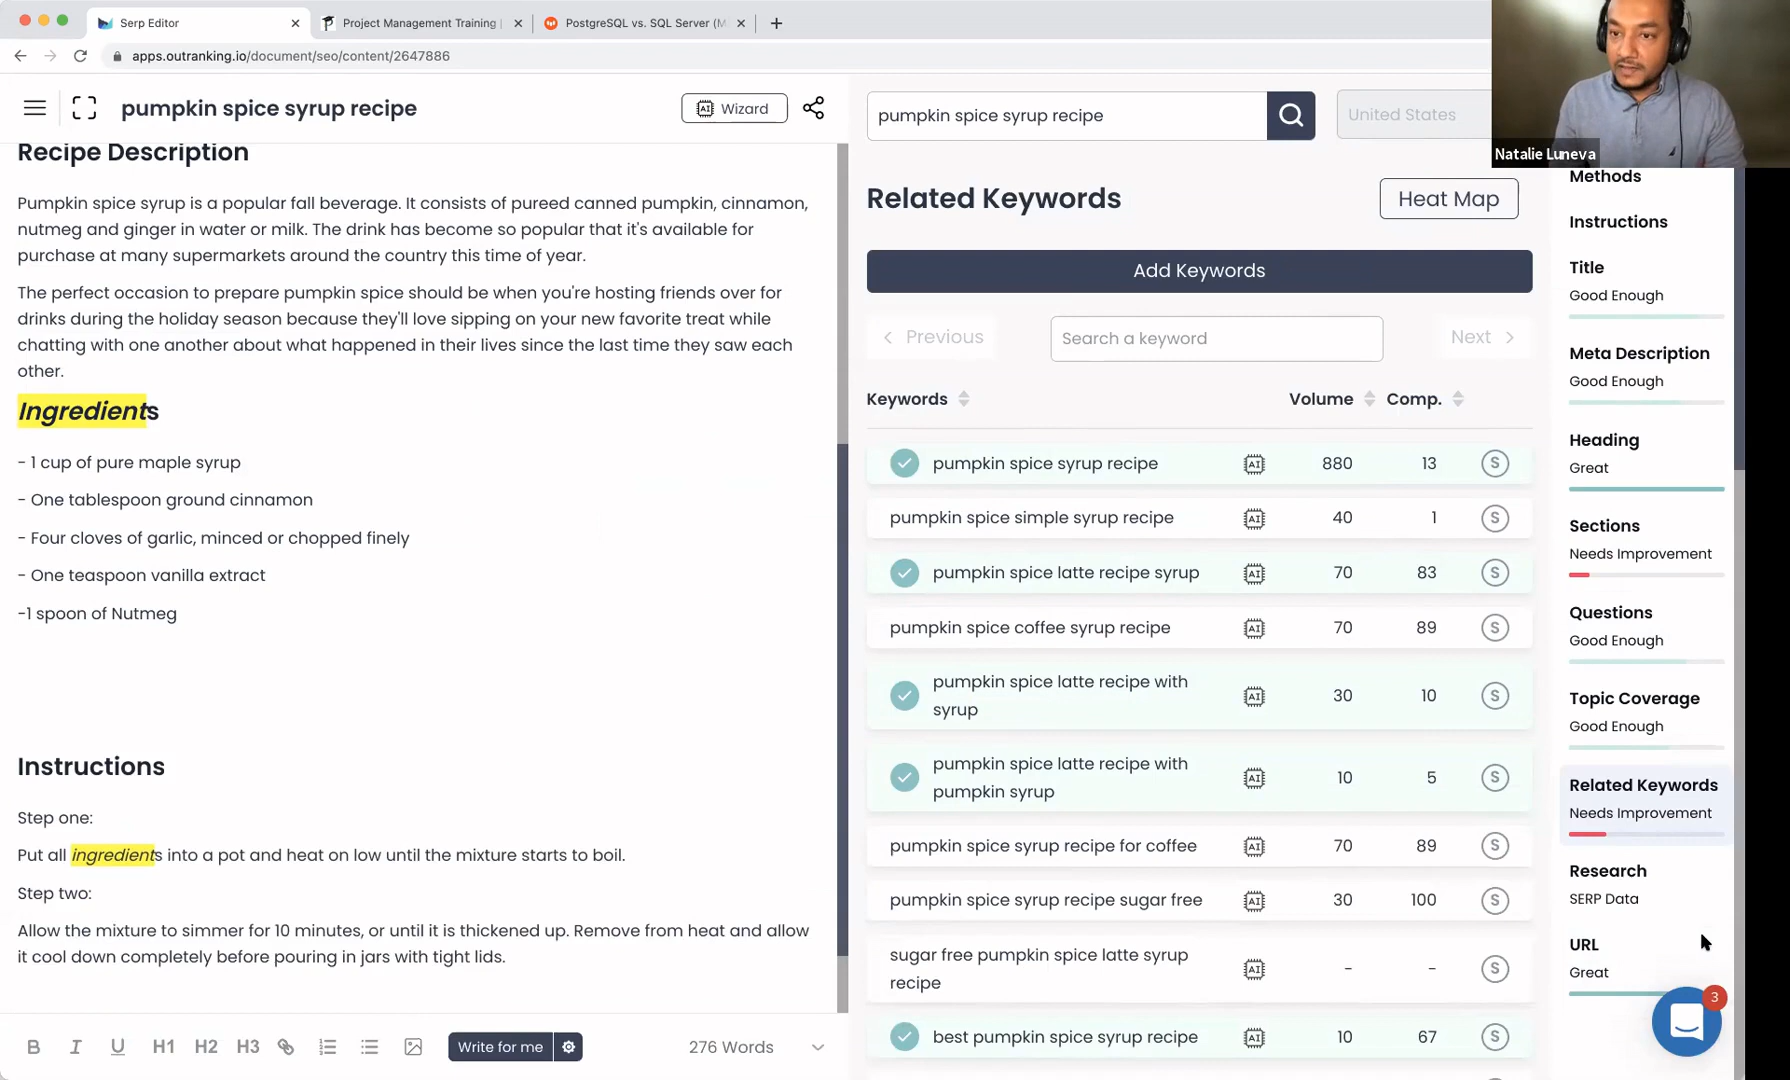 Serp Editor
Project Management Training |
PostgreSQL vs. SQL Server (M
apps.outranking.io/document/seo/content/2647886
pumpkin spice syrup recipe
AI Wizard
pumpkin spice syrup recipe
United States
Natalie Luneva
Recipe Description
Pumpkin spice syrup is a popular fall beverage. It consists of pureed canned pumpkin, cinnamon,
nutmeg and ginger in water or milk. The drink has become so popular that it's available for
purchase at many supermarkets around the country this time of year.
The perfect occasion to prepare pumpkin spice should be when you're hosting friends over for
drinks during the holiday season because they'll love sipping on your new favorite treat while
chatting with one another about what happened in their lives since the last time they saw each
other.
Ingredients
- 1 cup of pure maple syrup
- One tablespoon ground cinnamon
- Four cloves of garlic, minced or chopped finely
- One teaspoon vanilla extract
-1 spoon of Nutmeg
Instructions
Step one:
Put all ingredients into a pot and heat on low until the mixture starts to boil.
Step two:
Allow the mixture to simmer for 10 minutes, or until it is thickened up. Remove from heat and allow
it cool down completely before pouring in jars with tight lids.
B I U H1 H2 H3
Write for me
276 Words
Related Keywords
Heat Map
Add Keywords
Previous
Search a keyword
Next
Keywords Volume Comp.
pumpkin spice syrup recipe AI 880 13 S
pumpkin spice simple syrup recipe AI 40 1 S
pumpkin spice latte recipe syrup AI 70 83 S
pumpkin spice coffee syrup recipe AI 70 89 S
pumpkin spice latte recipe with
syrup AI 30 10 S
pumpkin spice latte recipe with
pumpkin syrup AI 10 5 S
pumpkin spice syrup recipe for coffee AI 70 89 S
pumpkin spice syrup recipe sugar free AI 30 100 S
sugar free pumpkin spice latte syrup
recipe AI - - S
best pumpkin spice syrup recipe AI 10 67 S
Methods
Instructions
Title
Good Enough
Meta Description
Good Enough
Heading
Great
Sections
Needs Improvement
Questions
Good Enough
Topic Coverage
Good Enough
Related Keywords
Needs Improvement
Research
SERP Data
URL
Great
3